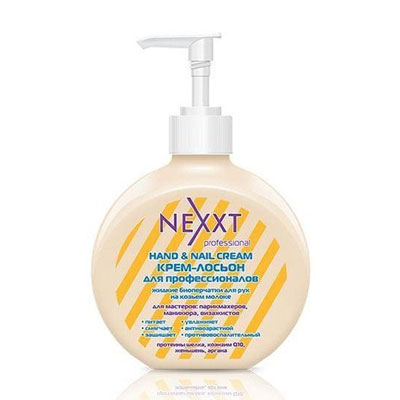 NEXXT
professional
HAND & NAIL CREAM
КРЕМ-ЛОСЬОН
для профессионалов
жидкие биоперчатки для рук
на козьем молоке
для мастеров: парикмахеров,
маникюра, визажистов
• питает • увлажняет
• смягчает • антивозрастной
• защищает • противовоспалительный
протеины шелка, коэнзим Q10,
женьшень, аргана